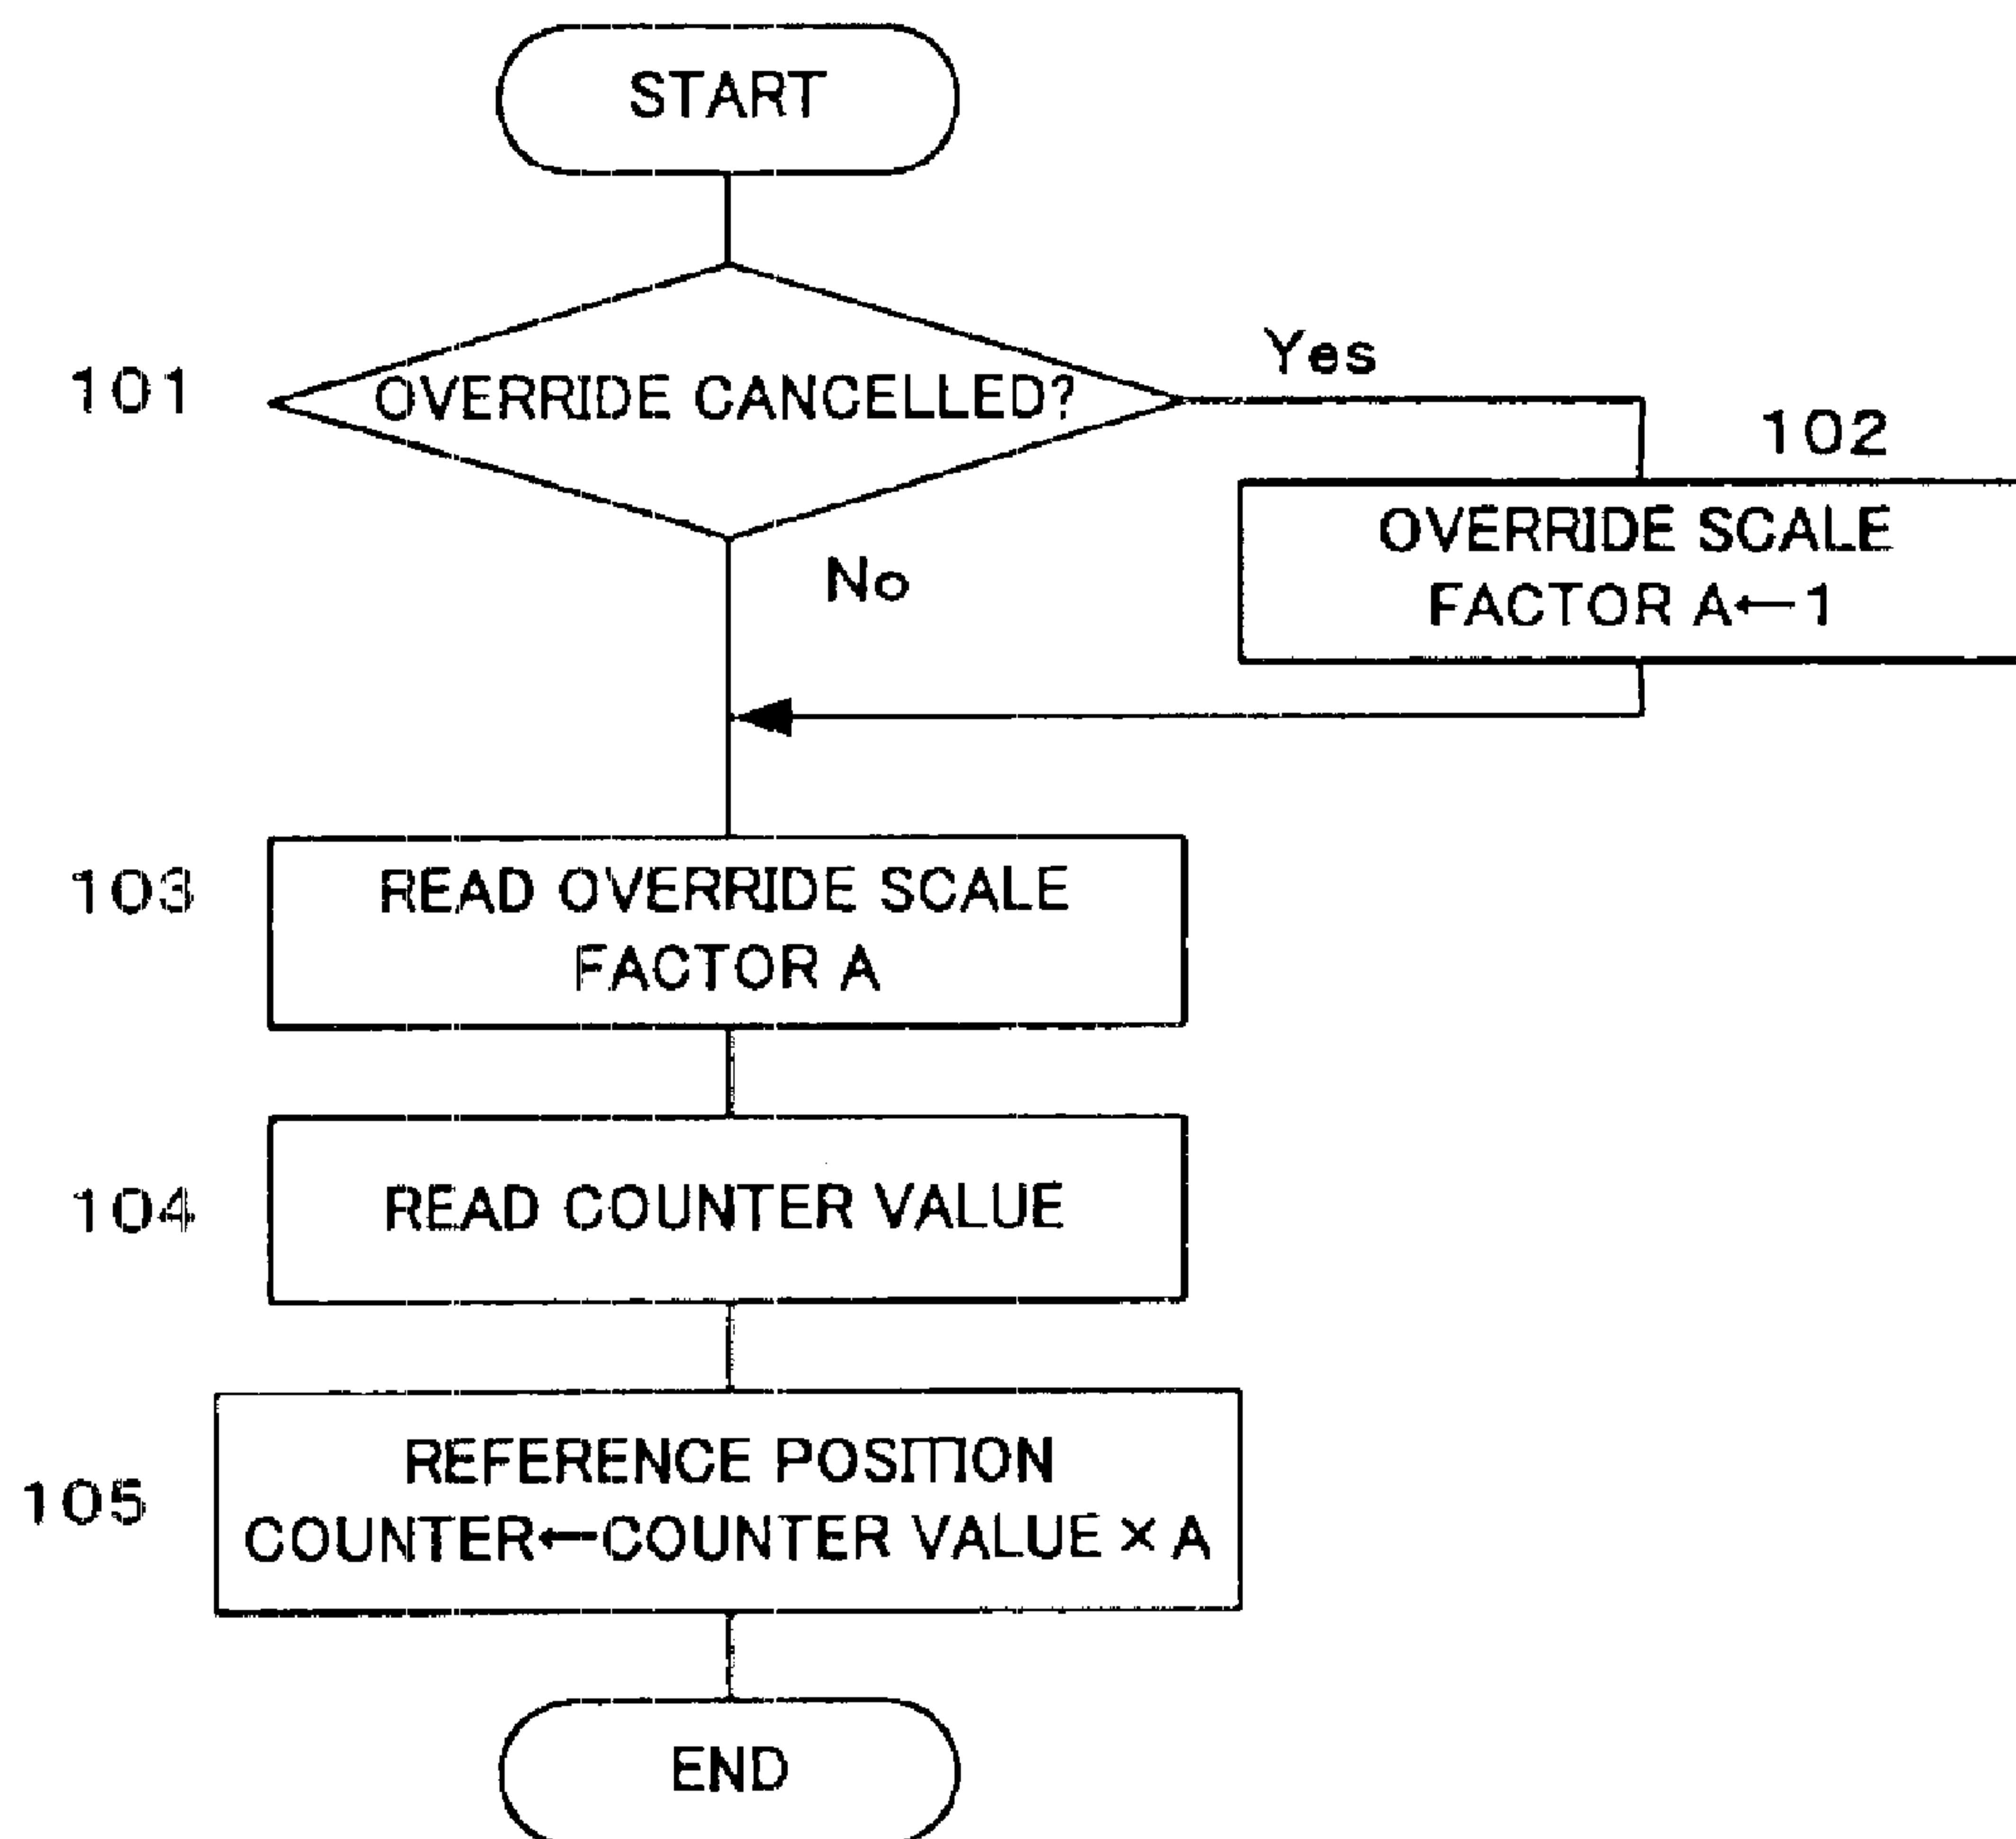 START
101
OVERRIDE CANCELLED?
Yes
102
OVERRIDE SCALE
FACTOR A←1
No
103
READ OVERRIDE SCALE
FACTOR A
104
READ COUNTER VALUE
105
REFERENCE POSITION
COUNTER←COUNTER VALUE × A
END